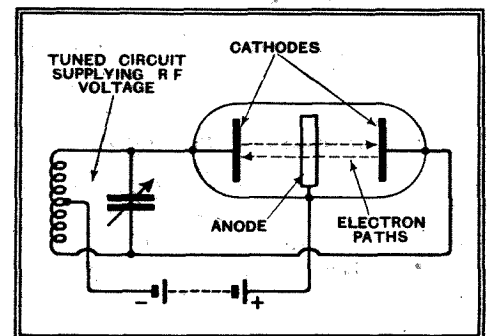 CATHODES
TUNED CIRCUIT
SUPPLYING R F
VOLTAGE
ANODE
ELECTRON
PATHS
- +